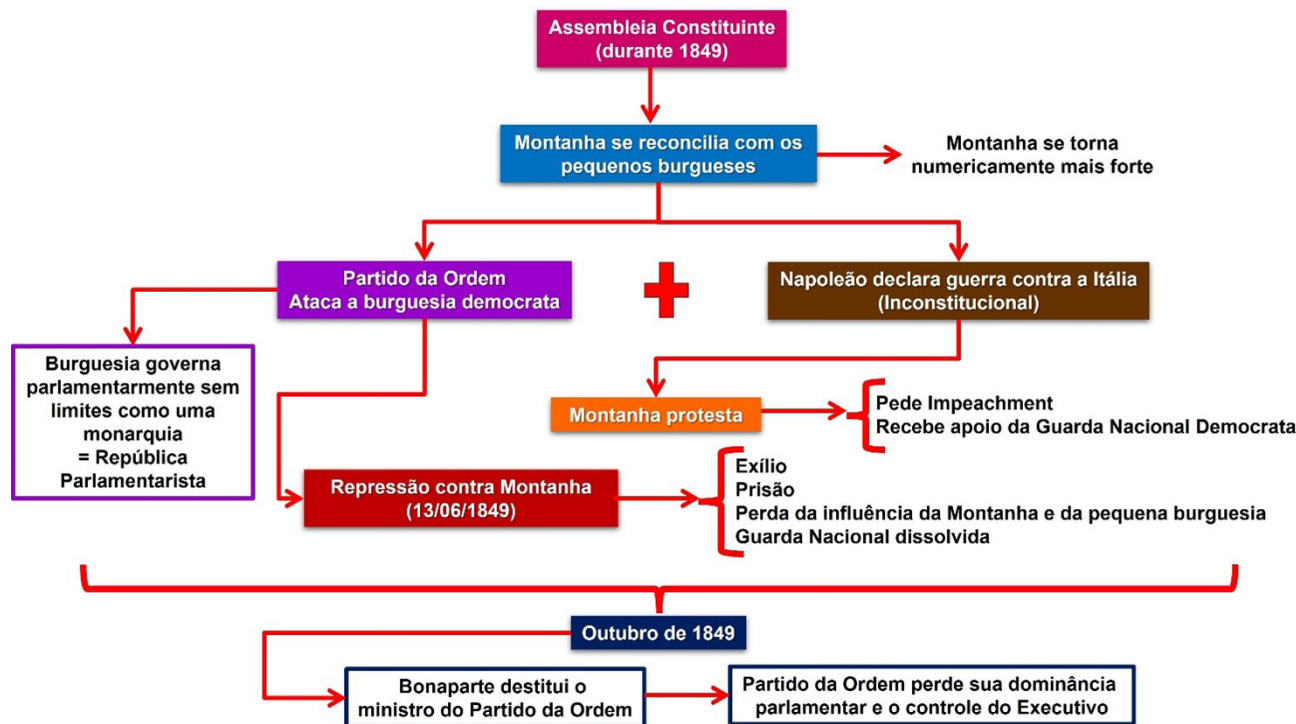 Assembleia Constituinte
(durante 1849)
Montanha se reconcilia com os
pequenos burgueses
Montanha se torna
numericamente mais forte
Partido da Ordem
Ataca a burguesia democrata
Napoleão declara guerra contra a Itália
(Inconstitucional)
Burguesia governa
parlamentarmente sem
limites como uma
monarquia
= República
Parlamentarista
Montanha protesta
Pede Impeachment
Recebe apoio da Guarda Nacional Democrata
Repressão contra Montanha
(13/06/1849)
Exílio
Prisão
Perda da influência da Montanha e da pequena burguesia
Guarda Nacional dissolvida
Outubro de 1849
Bonaparte destitui o
ministro do Partido da Ordem
Partido da Ordem perde sua dominância
parlamentar e o controle do Executivo